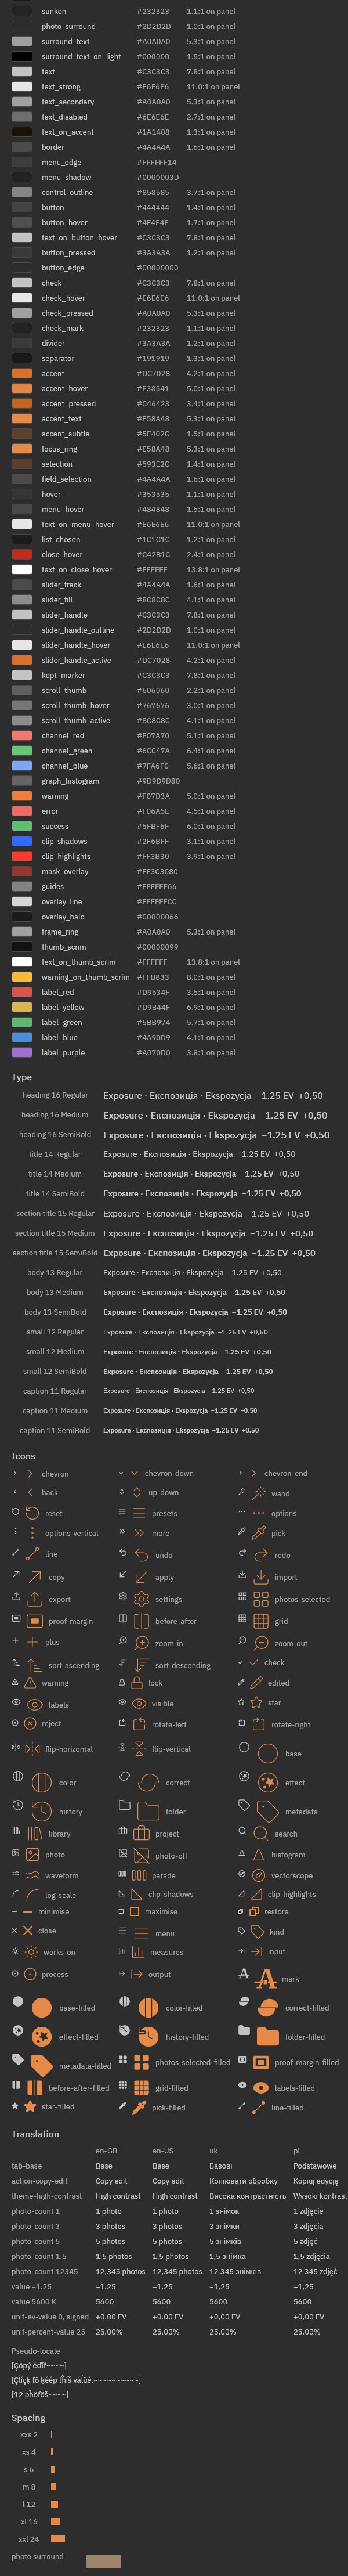 sunken #232323 1.1:1 on panel
photo_surround #2D2D2D 1.0:1 on panel
surround_text #A0A0A0 5.3:1 on panel
surround_text_on_light #000000 1.5:1 on panel
text #C3C3C3 7.8:1 on panel
text_strong #E6E6E6 11.0:1 on panel
text_secondary #A0A0A0 5.3:1 on panel
text_disabled #6E6E6E 2.7:1 on panel
text_on_accent #1A1408 1.3:1 on panel
border #4A4A4A 1.6:1 on panel
menu_edge #FFFFFF14
menu_shadow #0000003D
control_outline #858585 3.7:1 on panel
button #444444 1.4:1 on panel
button_hover #4F4F4F 1.7:1 on panel
text_on_button_hover #C3C3C3 7.8:1 on panel
button_pressed #3A3A3A 1.2:1 on panel
button_edge #00000000
check #C3C3C3 7.8:1 on panel
check_hover #E6E6E6 11.0:1 on panel
check_pressed #A0A0A0 5.3:1 on panel
check_mark #232323 1.1:1 on panel
divider #3A3A3A 1.2:1 on panel
separator #191919 1.3:1 on panel
accent #DC7028 4.2:1 on panel
accent_hover #E38541 5.0:1 on panel
accent_pressed #C46423 3.4:1 on panel
accent_text #E58A48 5.3:1 on panel
accent_subtle #5E402C 1.5:1 on panel
focus_ring #E58A48 5.3:1 on panel
selection #593E2C 1.4:1 on panel
field_selection #4A4A4A 1.6:1 on panel
hover #353535 1.1:1 on panel
menu_hover #484848 1.5:1 on panel
text_on_menu_hover #E6E6E6 11.0:1 on panel
list_chosen #1C1C1C 1.2:1 on panel
close_hover #C42B1C 2.4:1 on panel
text_on_close_hover #FFFFFF 13.8:1 on panel
slider_track #4A4A4A 1.6:1 on panel
slider_fill #8C8C8C 4.1:1 on panel
slider_handle #C3C3C3 7.8:1 on panel
slider_handle_outline #2D2D2D 1.0:1 on panel
slider_handle_hover #E6E6E6 11.0:1 on panel
slider_handle_active #DC7028 4.2:1 on panel
kept_marker #C3C3C3 7.8:1 on panel
scroll_thumb #606060 2.2:1 on panel
scroll_thumb_hover #767676 3.0:1 on panel
scroll_thumb_active #8C8C8C 4.1:1 on panel
channel_red #F07A70 5.1:1 on panel
channel_green #6CC47A 6.4:1 on panel
channel_blue #7FA6F0 5.6:1 on panel
graph_histogram #9D9D9D80
warning #F07D3A 5.0:1 on panel
error #F06A5E 4.5:1 on panel
success #5FBF6F 6.0:1 on panel
clip_shadows #2F6BFF 3.1:1 on panel
clip_highlights #FF3B30 3.9:1 on panel
mask_overlay #FF3C3080
guides #FFFFFF66
overlay_line #FFFFFFCC
overlay_halo #00000066
frame_ring #A0A0A0 5.3:1 on panel
thumb_scrim #00000099
text_on_thumb_scrim #FFFFFF 13.8:1 on panel
warning_on_thumb_scrim #FFB833 8.0:1 on panel
label_red #D9534F 3.5:1 on panel
label_yellow #D9B44F 6.9:1 on panel
label_green #5BB974 5.7:1 on panel
label_blue #4A90D9 4.1:1 on panel
label_purple #A070D0 3.8:1 on panel
Type
heading 16 Regular Exposure · Експозиція · Ekspozycja −1.25 EV +0,50
heading 16 Medium Exposure · Експозиція · Ekspozycja −1.25 EV +0,50
heading 16 SemiBold Exposure · Експозиція · Ekspozycja −1.25 EV +0,50
title 14 Regular Exposure · Експозиція · Ekspozycja −1.25 EV +0,50
title 14 Medium Exposure · Експозиція · Ekspozycja −1.25 EV +0,50
title 14 SemiBold Exposure · Експозиція · Ekspozycja −1.25 EV +0,50
section title 15 Regular Exposure · Експозиція · Ekspozycja −1.25 EV +0,50
section title 15 Medium Exposure · Експозиція · Ekspozycja −1.25 EV +0,50
section title 15 SemiBold Exposure · Експозиція · Ekspozycja −1.25 EV +0,50
body 13 Regular Exposure · Експозиція · Ekspozycja −1.25 EV +0,50
body 13 Medium Exposure · Експозиція · Ekspozycja −1.25 EV +0,50
body 13 SemiBold Exposure · Експозиція · Ekspozycja −1.25 EV +0,50
small 12 Regular Exposure · Експозиція · Ekspozycja −1.25 EV +0,50
small 12 Medium Exposure · Експозиція · Ekspozycja −1.25 EV +0,50
small 12 SemiBold Exposure · Експозиція · Ekspozycja −1.25 EV +0,50
caption 11 Regular Exposure · Експозиція · Ekspozycja −1.25 EV +0,50
caption 11 Medium Exposure · Експозиція · Ekspozycja −1.25 EV +0,50
caption 11 SemiBold Exposure · Експозиція · Ekspozycja −1.25 EV +0,50
Icons
chevron chevron-down chevron-end
back up-down wand
reset presets options
options-vertical more pick
line undo redo
copy apply import
export settings photos-selected
proof-margin before-after grid
plus zoom-in zoom-out
sort-ascending sort-descending check
warning lock edited
labels visible star
reject rotate-left rotate-right
flip-horizontal flip-vertical base
color correct effect
history folder metadata
library project search
photo photo-off histogram
waveform parade vectorscope
log-scale clip-shadows clip-highlights
minimise maximise restore
close menu kind
works-on measures input
process output mark
base-filled color-filled correct-filled
effect-filled history-filled folder-filled
metadata-filled photos-selected-filled proof-margin-filled
before-after-filled grid-filled labels-filled
star-filled pick-filled line-filled
Translation
en-GB en-US uk pl
tab-base Base Base Базові Podstawowe
action-copy-edit Copy edit Copy edit Копіювати обробку Kopiuj edycję
theme-high-contrast High contrast High contrast Висока контрастність Wysoki kontrast
photo-count 1 1 photo 1 photo 1 знімок 1 zdjęcie
photo-count 3 3 photos 3 photos 3 знімки 3 zdjęcia
photo-count 5 5 photos 5 photos 5 знімків 5 zdjęć
photo-count 1.5 1.5 photos 1.5 photos 1,5 знімка 1,5 zdjęcia
photo-count 12345 12,345 photos 12,345 photos 12 345 знімків 12 345 zdjęć
value −1.25 −1.25 −1.25 −1,25 −1,25
value 5600 K 5600 5600 5600 5600
unit-ev-value 0, signed +0.00 EV +0.00 EV +0,00 EV +0,00 EV
unit-percent-value 25 25.00% 25.00% 25,00% 25,00%
Pseudo-locale
[Çöpý édïť~~~~]
[12 ~~~~]
Spacing
xxs 2
xs 4
s 6
m 8
l 12
xl 16
xxl 24
photo surround